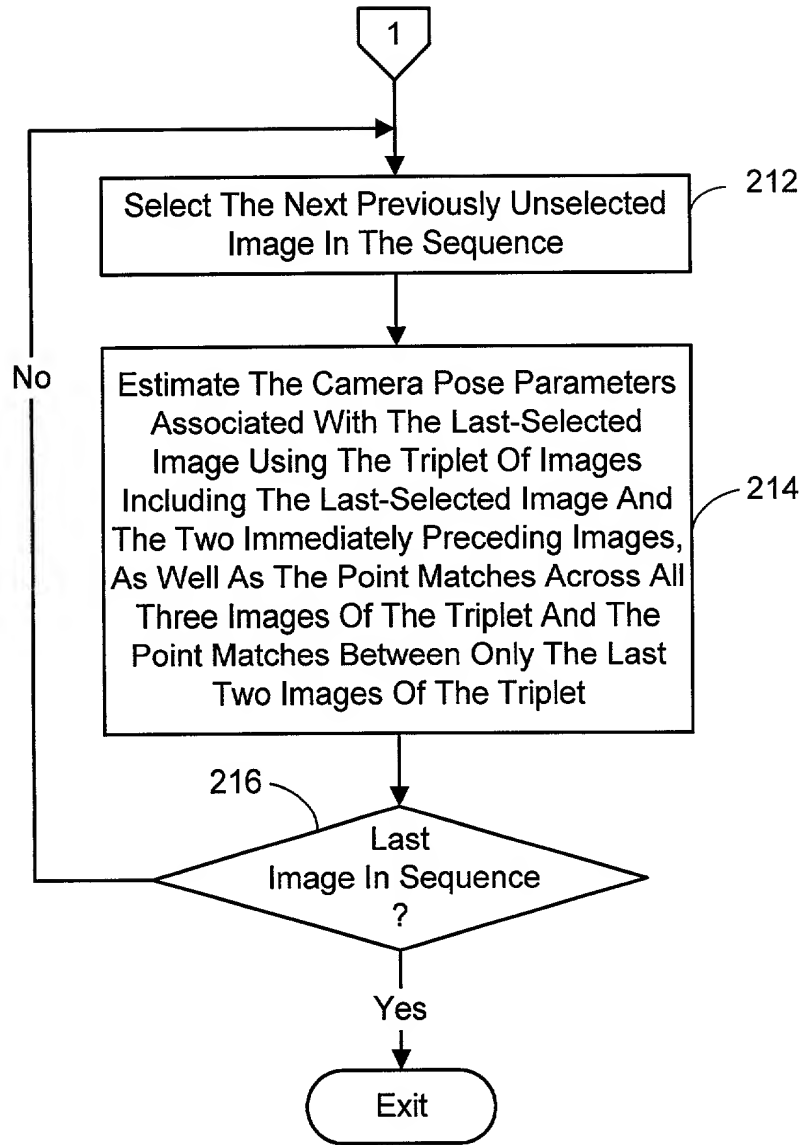 1
Select The Next Previously Unselected
Image In The Sequence
212
No
Estimate The Camera Pose Parameters
Associated With The Last-Selected
Image Using The Triplet Of Images
Including The Last-Selected Image And
The Two Immediately Preceding Images,
As Well As The Point Matches Across All
Three Images Of The Triplet And The
Point Matches Between Only The Last
Two Images Of The Triplet
214
216
Last
Image In Sequence
?
Yes
Exit